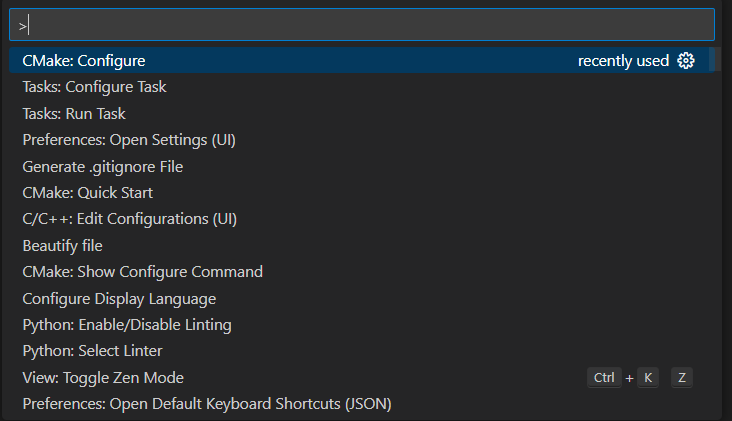 >
CMake: Configure recently used
Tasks: Configure Task
Tasks: Run Task
Preferences: Open Settings (UI)
Generate .gitignore File
CMake: Quick Start
C/C++: Edit Configurations (UI)
Beautify file
CMake: Show Configure Command
Configure Display Language
Python: Enable/Disable Linting
Python: Select Linter
View: Toggle Zen Mode Ctrl + K Z
Preferences: Open Default Keyboard Shortcuts (JSON)